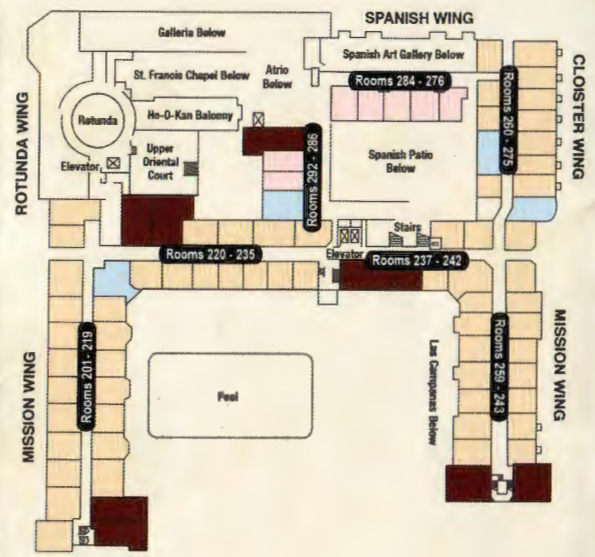 SPANISH WING
Galleria Below
Spanish Art Gallery Below
St. Francis Chapel Below
Atrio
Below
Rooms 284 - 276
CLOISTER WING
Rooms 260 - 275
ROTUNDA WING
Rotunda
Ho-O-Kan Balcony
Upper
Oriental
Court
Elevator
Rooms 292 - 286
Spanish Patio
Below
Stairs
Elevator
Rooms 220 - 235
Rooms 237 - 242
MISSION WING
Rooms 201 - 219
Pool
Las Campanas Below
Rooms 259 - 243
MISSION WING